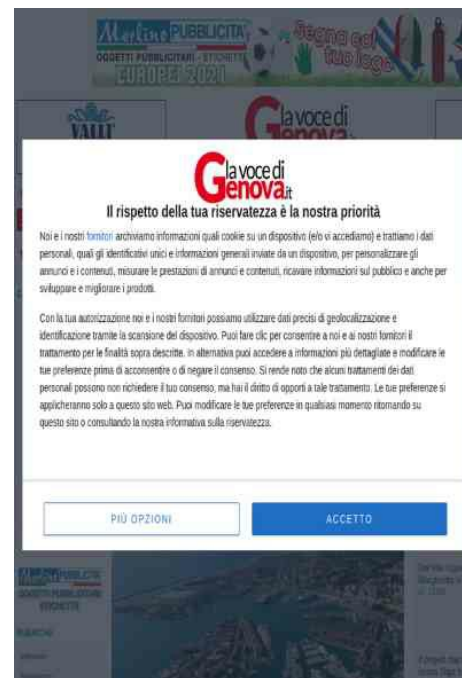 Merlino PUBBLICITA'
OGGETTI PUBBLICITARI - ETICHETTE
EUROPEI 2021
Segna col
tuo logo
VALLI
la voce di
Genova
la voce di
Genova.it
Il rispetto della tua riservatezza è la nostra priorità
Noi e i nostri fornitori archiviamo informazioni quali cookie su un dispositivo (e/o vi accediamo) e trattiamo i dati
personali, quali gli identificativi unici e informazioni generali inviate da un dispositivo, per personalizzare gli
annunci e i contenuti, misurare le prestazioni di annunci e contenuti, ricavare informazioni sul pubblico e anche per
sviluppare e migliorare i prodotti.
Con la tua autorizzazione noi e i nostri fornitori possiamo utilizzare dati precisi di geolocalizzazione e
identificazione tramite la scansione del dispositivo. Puoi fare clic per consentire a noi e ai nostri fornitori il
trattamento per le finalità sopra descritte. In alternativa puoi accedere a informazioni più dettagliate e modificare le
tue preferenze prima di acconsentire o di negare il consenso. Si rende noto che alcuni trattamenti dei dati
personali possono non richiedere il tuo consenso, ma hai il diritto di opporti a tale trattamento. Le tue preferenze si
applicheranno solo a questo sito web. Puoi modificare le tue preferenze in qualsiasi momento ritornando su
questo sito o consultando la nostra informativa sulla riservatezza.
PIÙ OPZIONI
ACCETTO
Merlino PUBBLICITA'
OGGETTI PUBBLICITARI
ETICHETTE
RUBRICHE